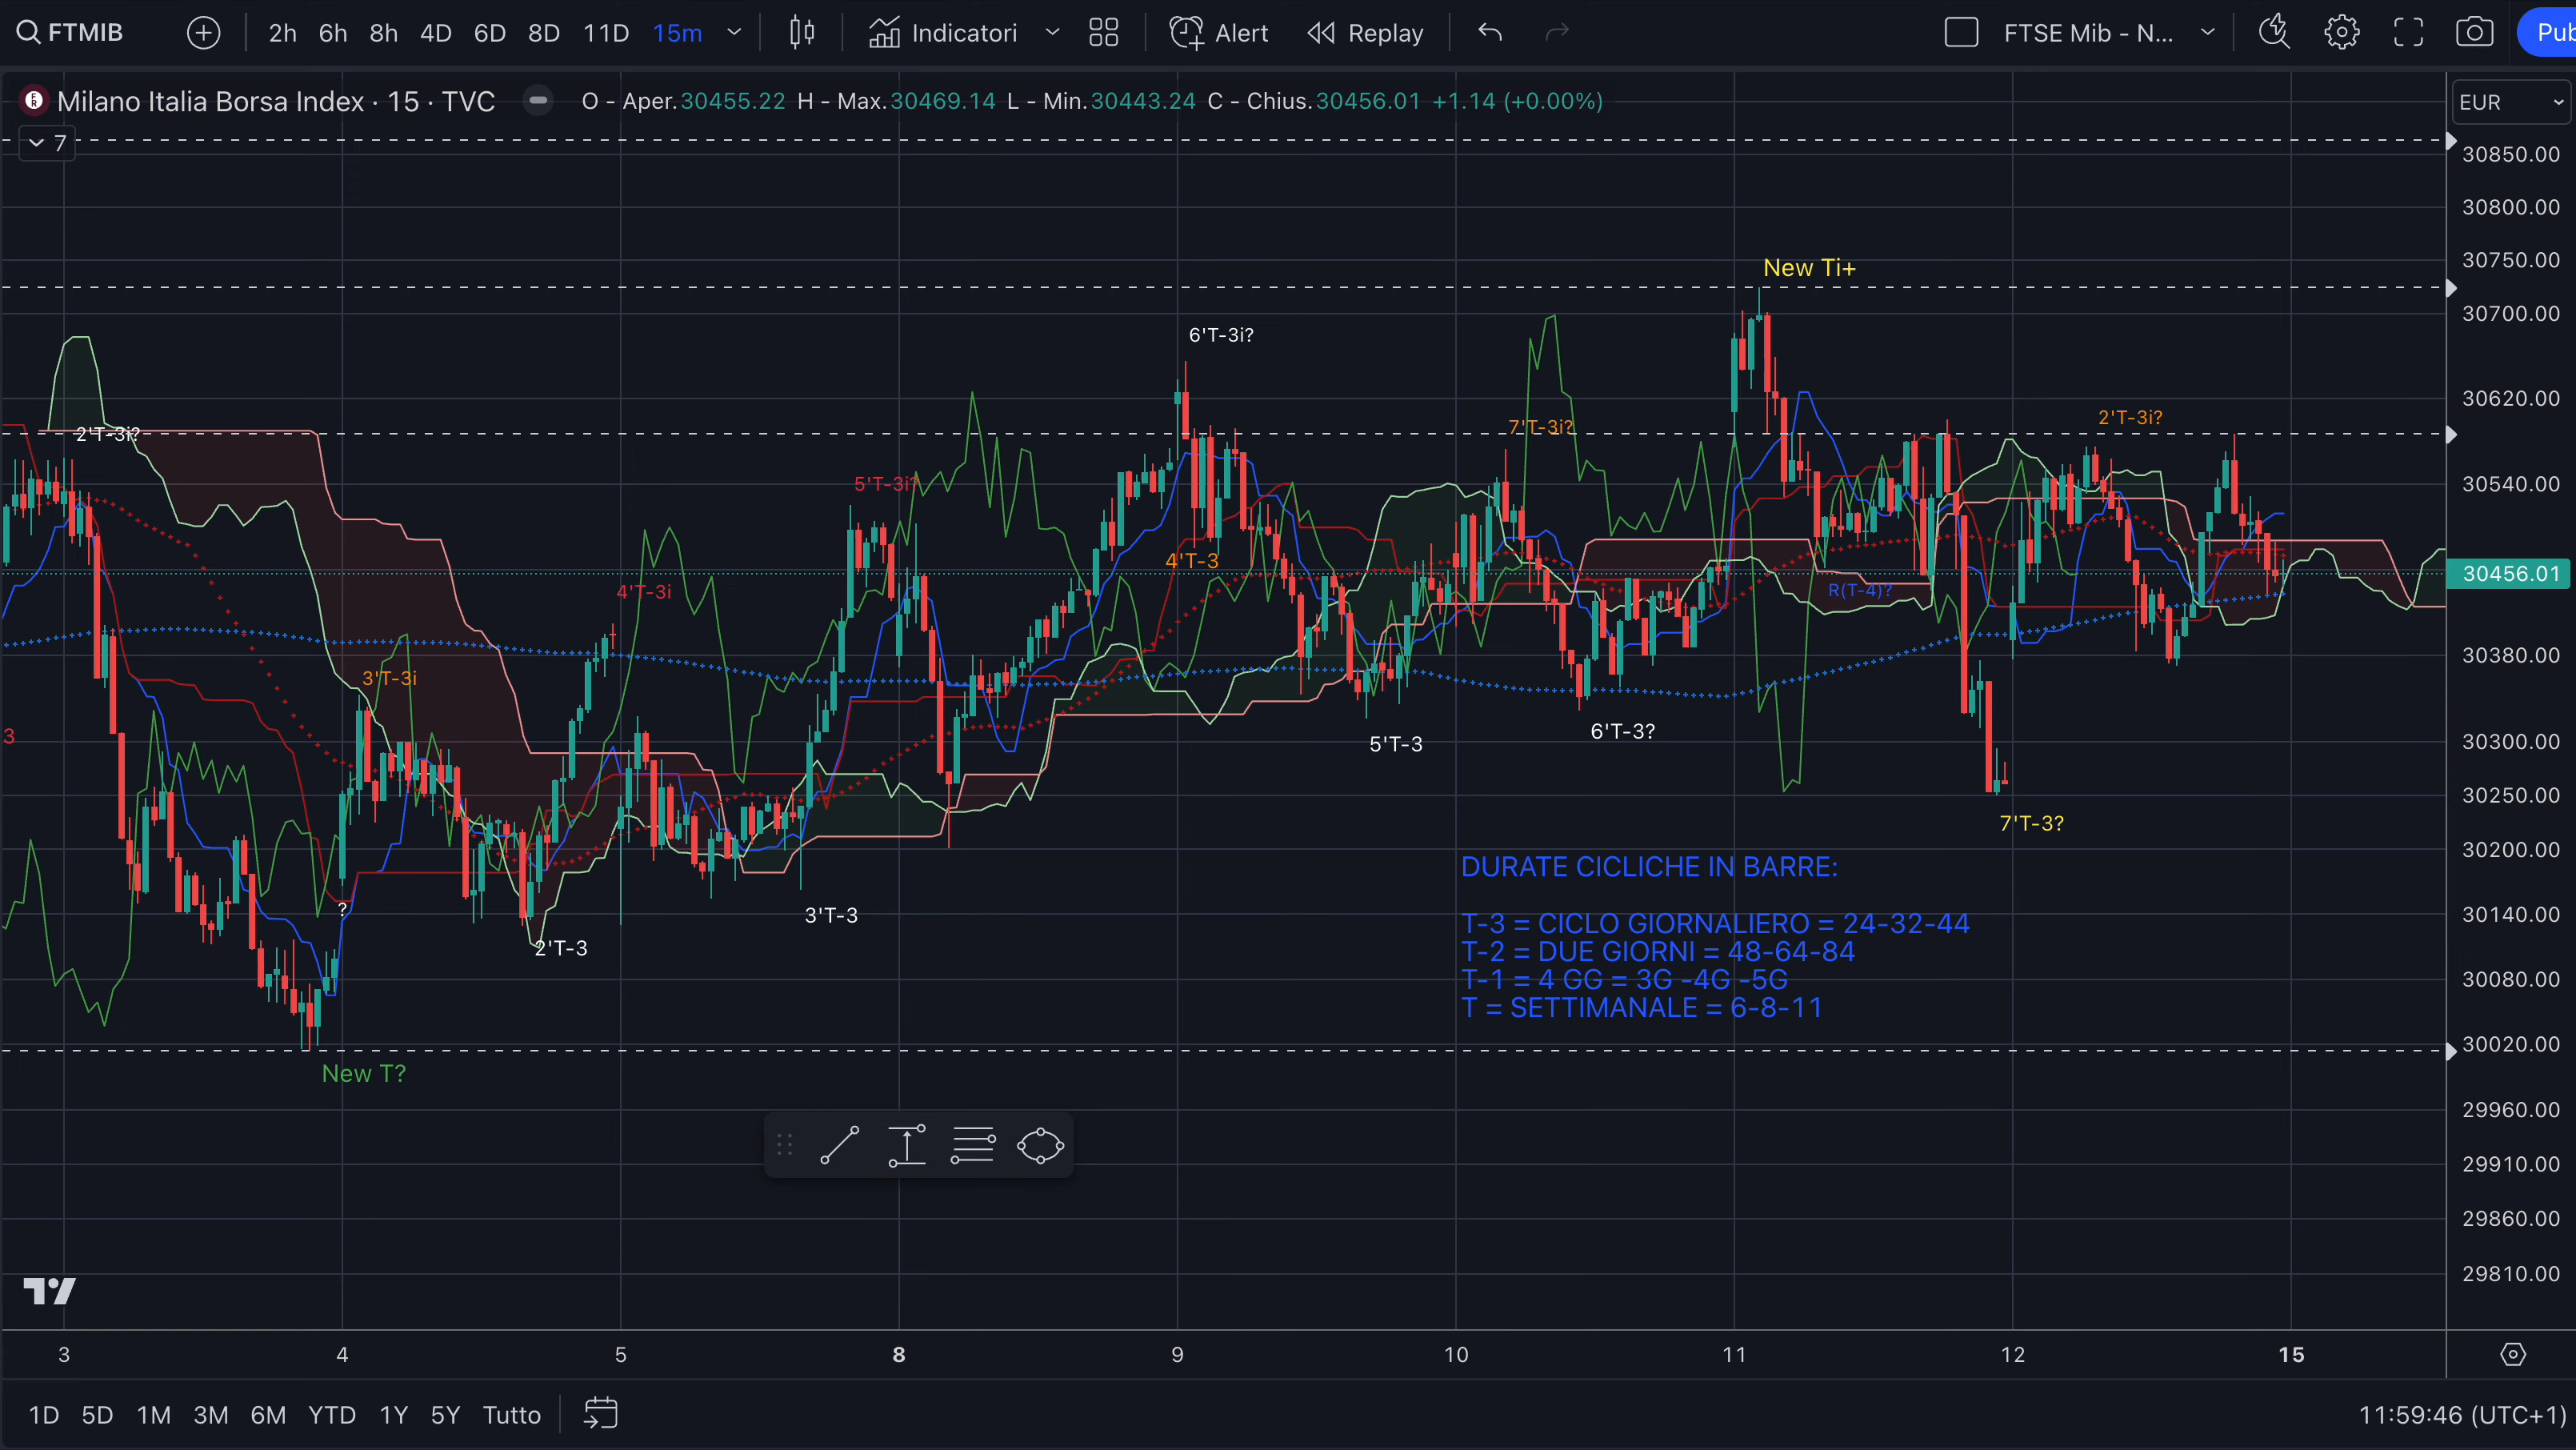 FTMIB
2h 6h 8h 4D 6D 8D 11D 15m
Indicatori
Alert
Replay
FTSE Mib - N...
Pub
Milano Italia Borsa Index · 15 · TVC
O - Aper.30455.22 H - Max.30469.14 L - Min.30443.24 C - Chius.30456.01 +1.14 (+0.00%)
EUR
7
30850.00
30800.00
30750.00
30700.00
30620.00
30540.00
30456.01
30380.00
30300.00
30250.00
30200.00
30140.00
30080.00
30020.00
29960.00
29910.00
29860.00
29810.00
New Ti+
6'T-3i?
2'T-3i?
7'T-3i?
2'T-3i?
5'T-3i?
4'T-3
4'T-3i
R(T-4)?
3'T-3i
3
5'T-3
6'T-3?
7'T-3?
?
3'T-3
2'T-3
New T?
DURATE CICLICHE IN BARRE:
T-3 = CICLO GIORNALIERO = 24-32-44
T-2 = DUE GIORNI = 48-64-84
T-1 = 4 GG = 3G -4G -5G
T = SETTIMANALE = 6-8-11
3 4 5 8 9 10 11 12 15
1D 5D 1M 3M 6M YTD 1Y 5Y Tutto
11:59:46 (UTC+1)